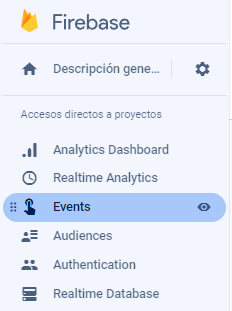 Firebase
Descripción gene...
Accesos directos a proyectos
Analytics Dashboard
Realtime Analytics
Events
Audiences
Authentication
Realtime Database